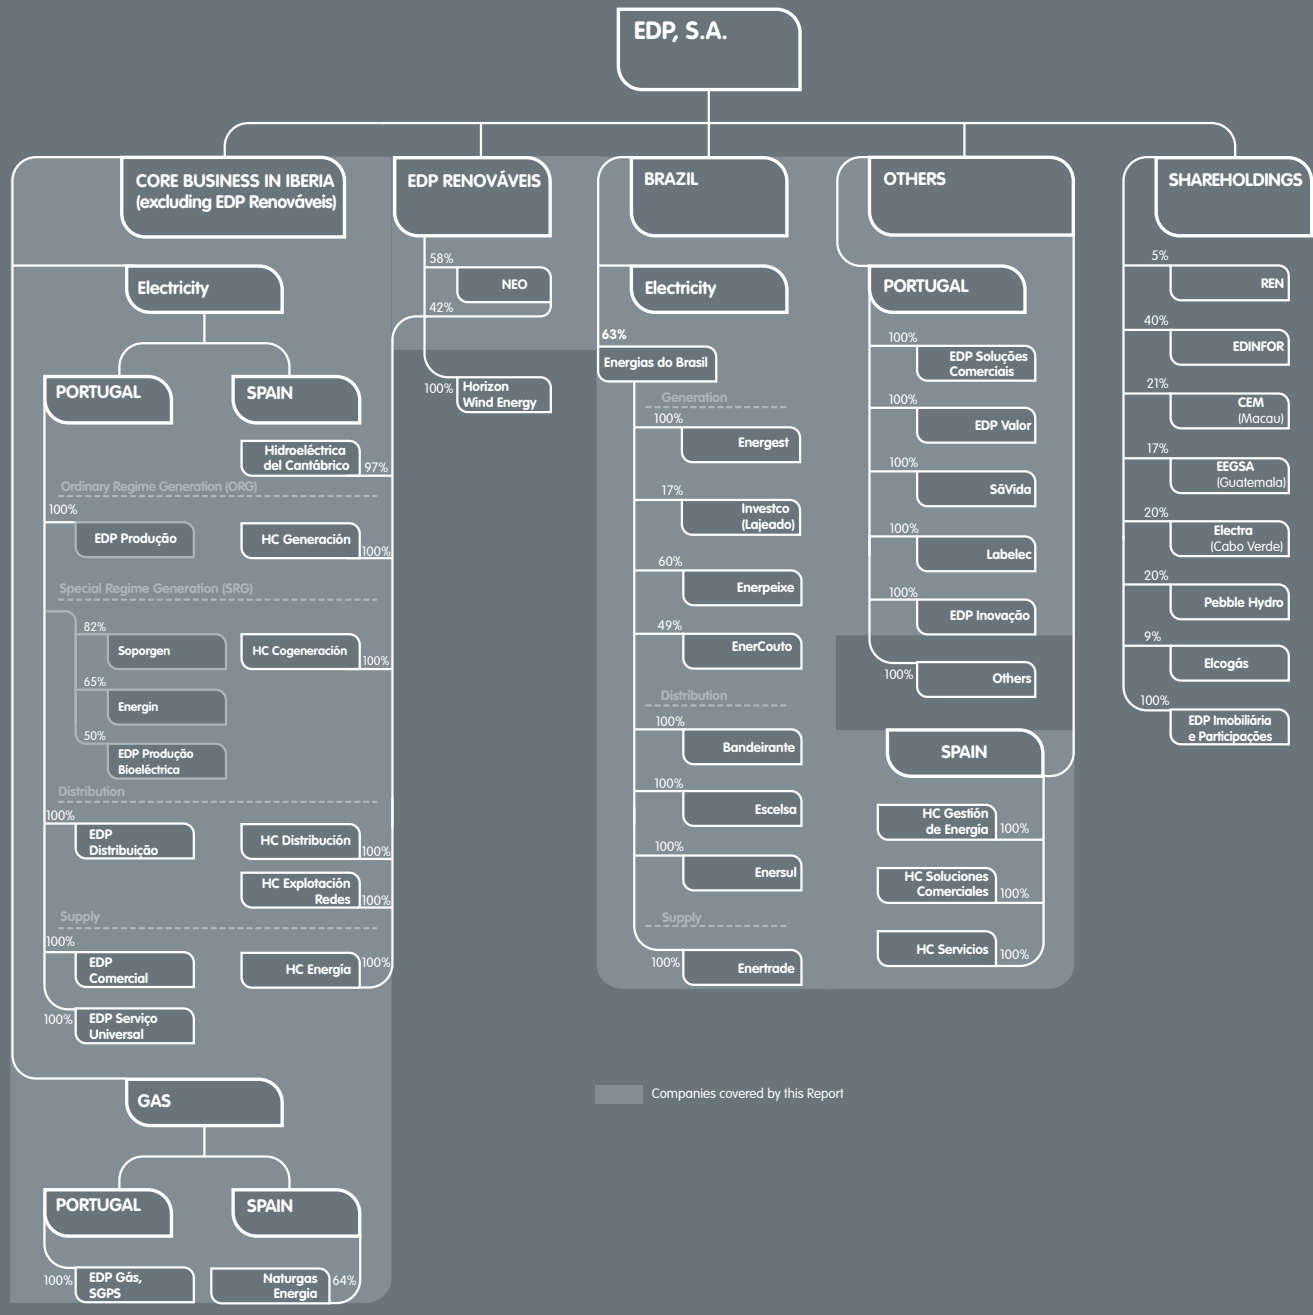 EDP, S.A.
CORE BUSINESS IN IBERIA
(excluding EDP Renováveis)
Electricity
PORTUGAL
SPAIN
Hidroeléctrica
del Cantábrico
97%
Ordinary Regime Generation (ORG)
100%
EDP Produção
HC Generación
100%
Special Regime Generation (SRG)
82%
Soporgen
HC Cogeneración
100%
65%
Energin
50%
EDP Produção
Bioeléctrica
Distribution
100%
EDP
Distribuição
HC Distribución
100%
HC Explotación
Redes
100%
Supply
100%
EDP
Comercial
HC Energía
100%
100%
EDP Serviço
Universal
GAS
PORTUGAL
SPAIN
100%
EDP Gás,
SGPS
Naturgas
Energia
64%
EDP RENOVÁVEIS
58%
NEO
42%
100%
Horizon
Wind Energy
BRAZIL
Electricity
63%
Energias do Brasil
Generation
100%
Energest
17%
Investco
(Lajeado)
60%
Enerpeixe
49%
EnerCouto
Distribution
100%
Bandeirante
100%
Escelsa
100%
Enersul
Supply
100%
Enertrade
OTHERS
PORTUGAL
100%
EDP Soluções
Comerciais
100%
EDP Valor
100%
SãVida
100%
Labelec
100%
EDP Inovação
100%
Others
SPAIN
HC Gestión
de Energía
100%
HC Soluciones
Comerciales
100%
HC Servicios
100%
SHAREHOLDINGS
5%
REN
40%
EDINFOR
21%
CEM
(Macau)
17%
EEGSA
(Guatemala)
20%
Electra
(Cabo Verde)
20%
Pebble Hydro
9%
Elcogás
100%
EDP Imobiliária
e Participações
Companies covered by this Report